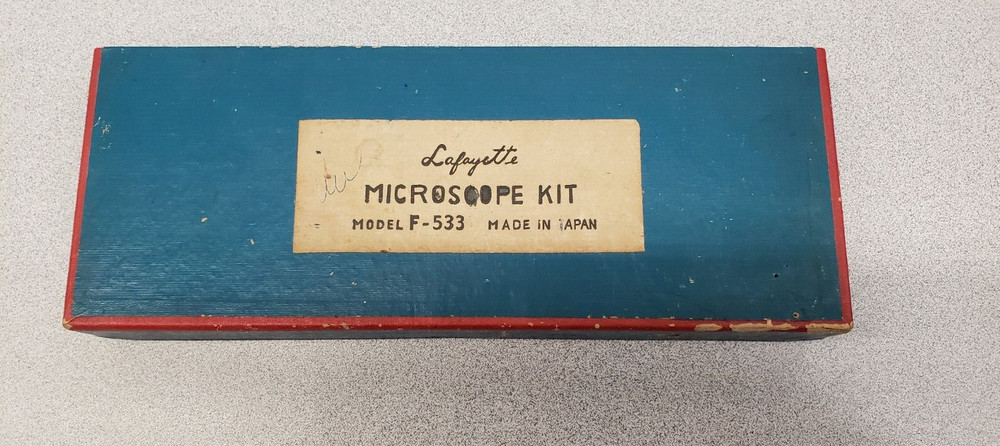 Lafayette
MICROSCOPE KIT
MODEL F-533 MADE IN JAPAN